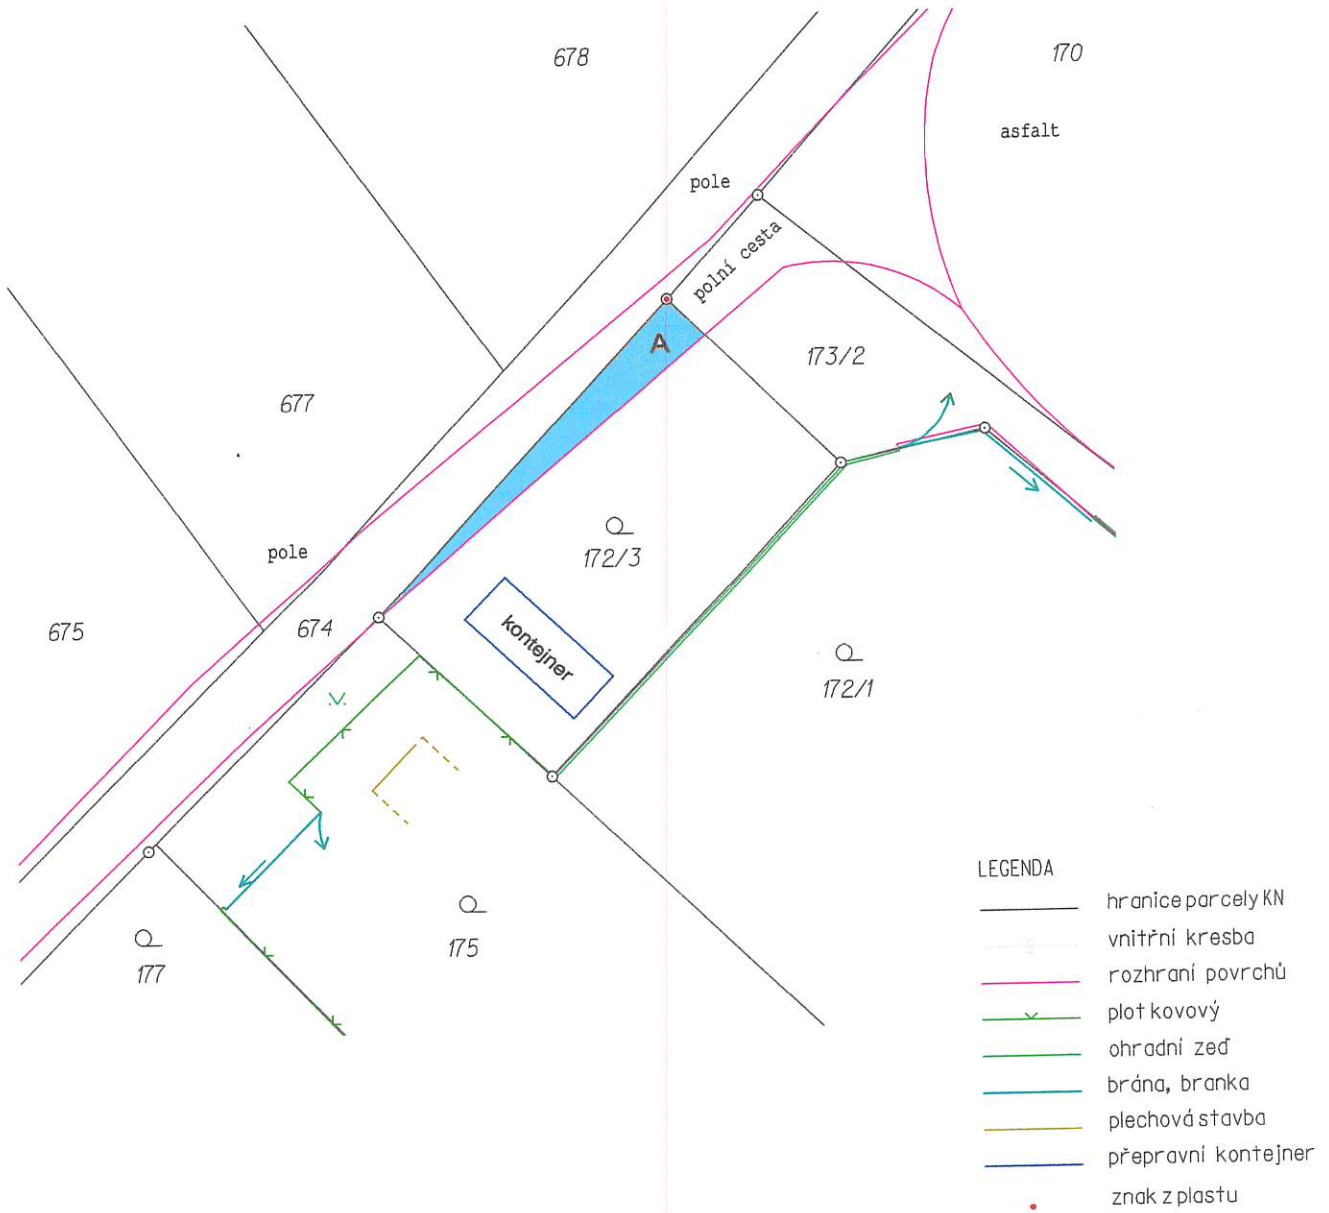 678
170
asfalt
pole
polní cesta
A
173/2
677
172/3
pole
675
674
kontejner
172/1
175
177
LEGENDA
hranice parcely KN
vnitřní kresba
rozhraní povrchů
plot kovový
ohradní zeď
brána, branka
plechová stavba
přepravní kontejner
znak z plastu